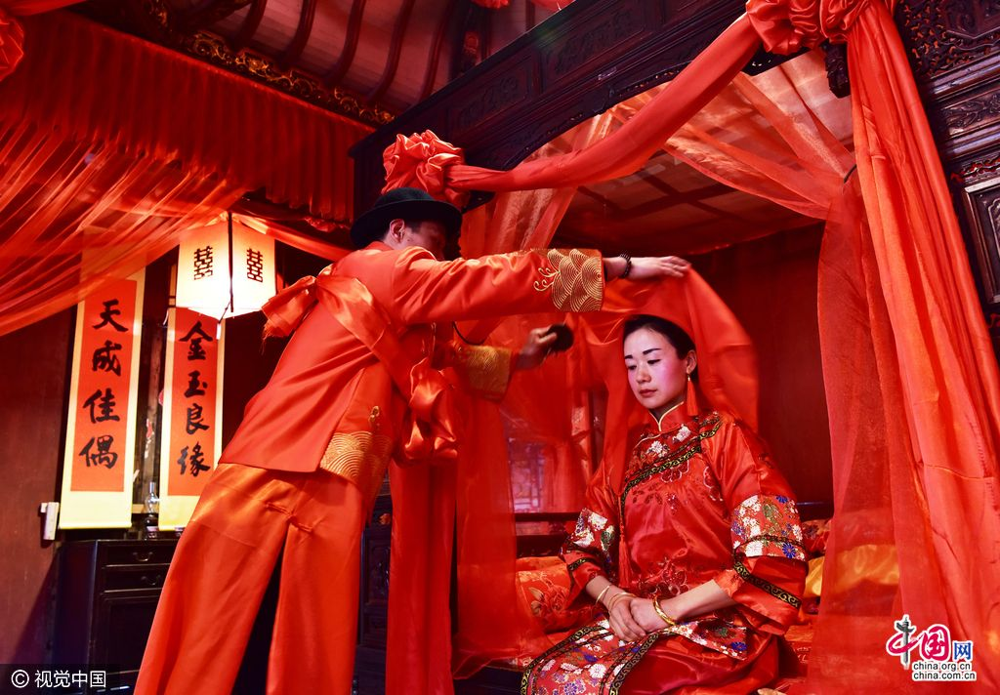 囍 囍
天成佳偶
金玉良缘
© 视觉中国
中国网
china.org.cn
china.com.cn